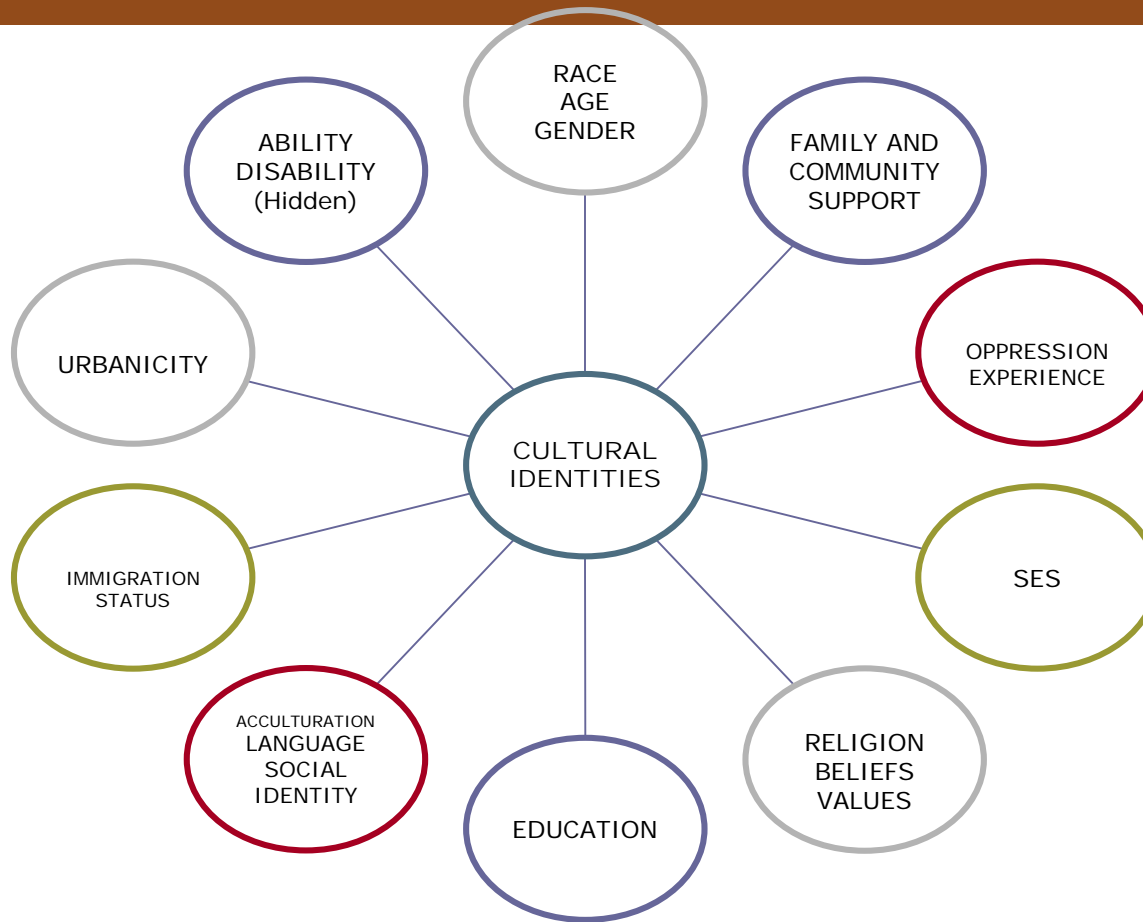 RACE
AGE
GENDER
ABILITY
DISABILITY
(Hidden)
FAMILY AND
COMMUNITY
SUPPORT
URBANICITY
OPPRESSION
EXPERIENCE
CULTURAL
IDENTITIES
IMMIGRATION
STATUS
SES
ACCULTURATION
LANGUAGE
SOCIAL
IDENTITY
RELIGION
BELIEFS
VALUES
EDUCATION